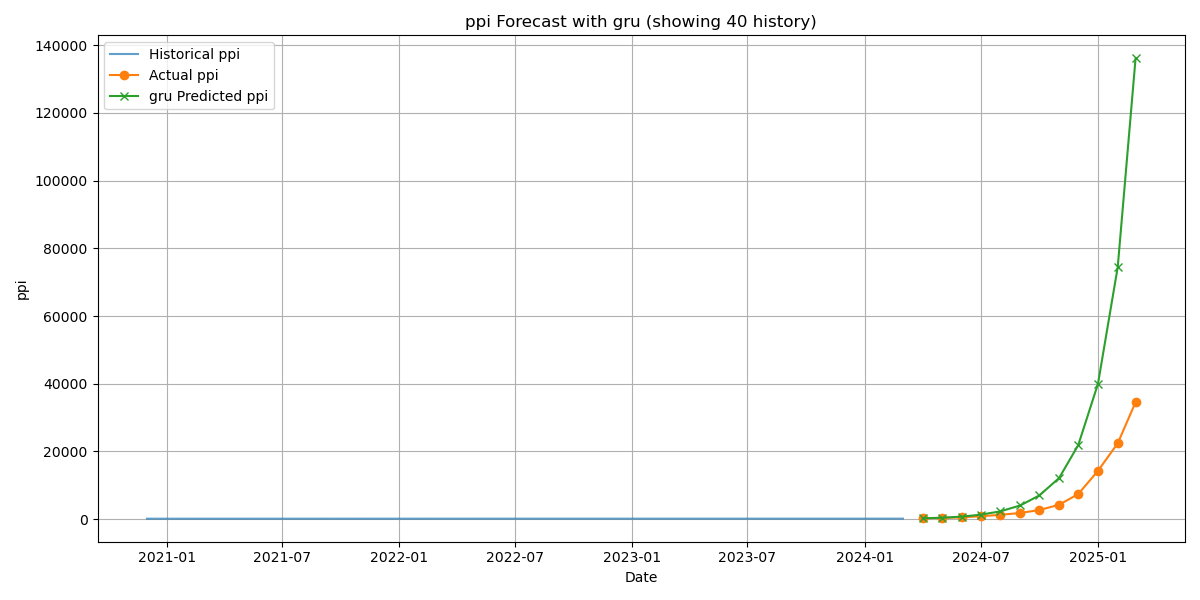 ppi Forecast with gru (showing 40 history)
Historical ppi
Actual ppi
gru Predicted ppi
ppi
140000
120000
100000
80000
60000
40000
20000
0
2021-01
2021-07
2022-01
2022-07
2023-01
2023-07
2024-01
2024-07
2025-01
Date